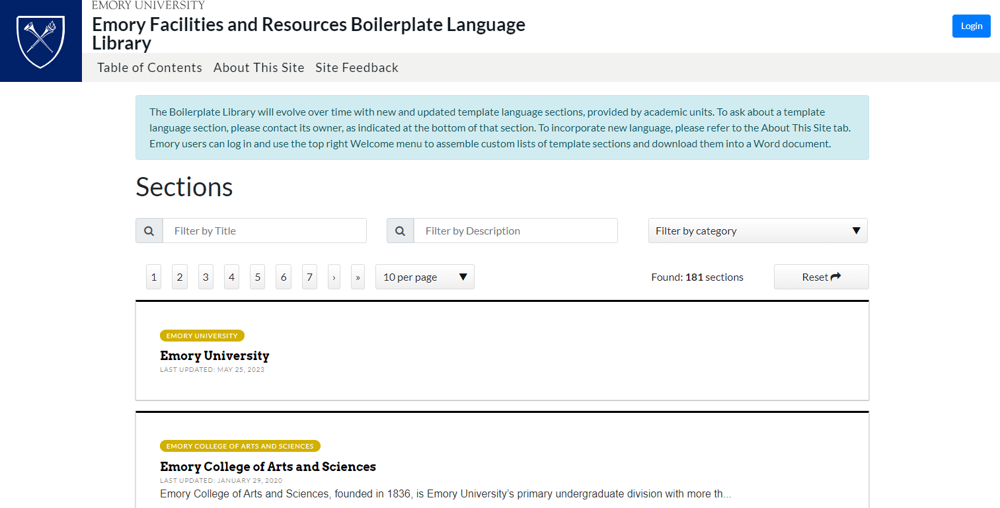 EMORY UNIVERSITY
Emory Facilities and Resources Boilerplate Language
Library
Login
Table of Contents About This Site Site Feedback
The Boilerplate Library will evolve over time with new and updated template language sections, provided by academic units. To ask about a template
language section, please contact its owner, as indicated at the bottom of that section. To incorporate new language, please refer to the About This Site tab.
Emory users can log in and use the top right Welcome menu to assemble custom lists of template sections and download them into a Word document.
Sections
Filter by Title Filter by Description Filter by category
1 2 3 4 5 6 7 › » 10 per page Found: 181 sections Reset
EMORY UNIVERSITY
Emory University
LAST UPDATED: MAY 25, 2023
EMORY COLLEGE OF ARTS AND SCIENCES
Emory College of Arts and Sciences
LAST UPDATED: JANUARY 29, 2020
Emory College of Arts and Sciences, founded in 1836, is Emory University’s primary undergraduate division with more th...